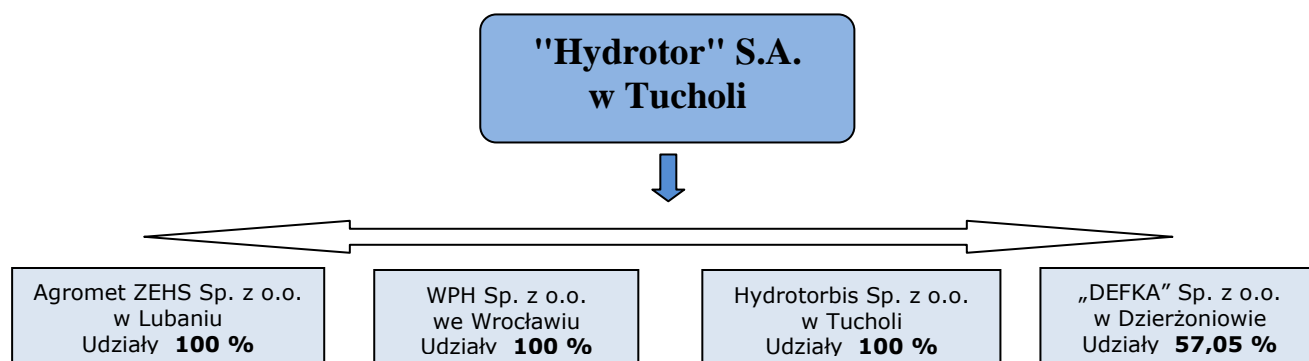 "Hydrotor" S.A.
w Tucholi
Agromet ZEHS Sp. z o.o.
w Lubaniu
Udziały 100 %
WPH Sp. z o.o.
we Wrocławiu
Udziały 100 %
Hydrotorbis Sp. z o.o.
w Tucholi
Udziały 100 %
„DEFKA” Sp. z o.o.
w Dzierżoniowie
Udziały 57,05 %